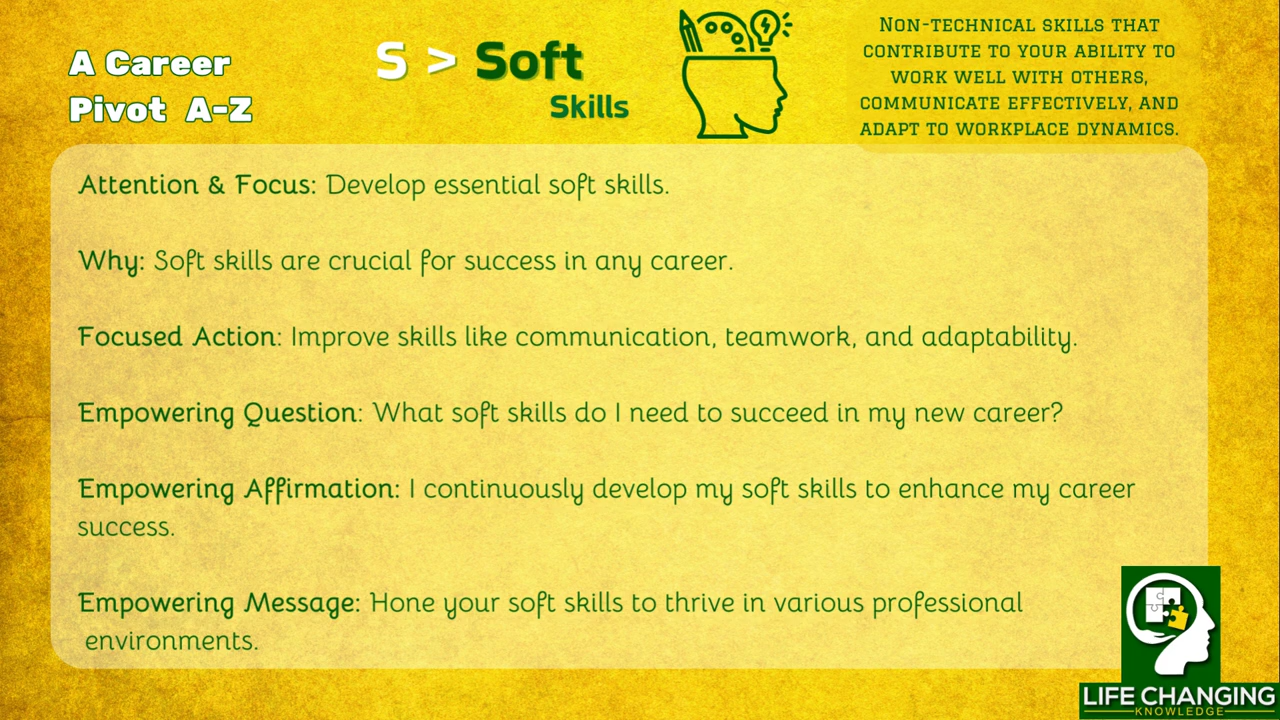 A Career
Pivot A-Z
S > Soft
Skills
Non-technical skills that
contribute to your ability to
work well with others,
communicate effectively, and
adapt to workplace dynamics.
Attention & Focus: Develop essential soft skills.
Why: Soft skills are crucial for success in any career.
Focused Action: Improve skills like communication, teamwork, and adaptability.
Empowering Question: What soft skills do I need to succeed in my new career?
Empowering Affirmation: I continuously develop my soft skills to enhance my career
success.
Empowering Message: Hone your soft skills to thrive in various professional
environments.
LIFE CHANGING
KNOWLEDGE